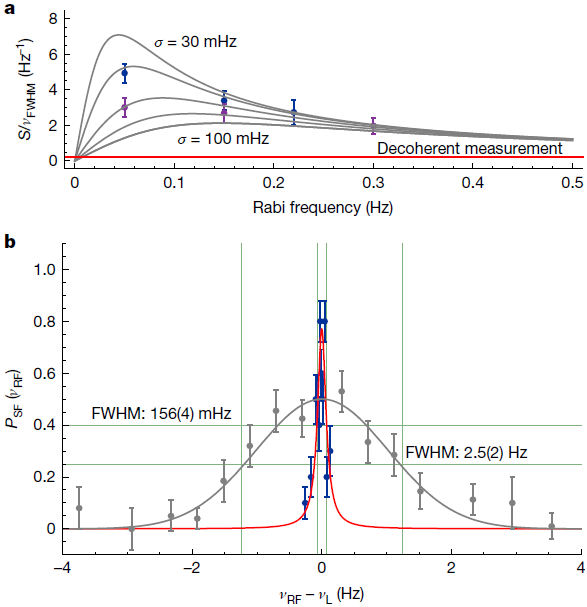 a
S/νFWHM (Hz⁻¹)
8
6
4
2
0
σ = 30 mHz
σ = 100 mHz
Decoherent measurement
0
0.1
0.2
0.3
0.4
0.5
Rabi frequency (Hz)
b
PSF (νRF)
1.0
0.8
0.6
0.4
0.2
0
FWHM: 156(4) mHz
FWHM: 2.5(2) Hz
−4
−2
0
2
4
νRF − νL (Hz)